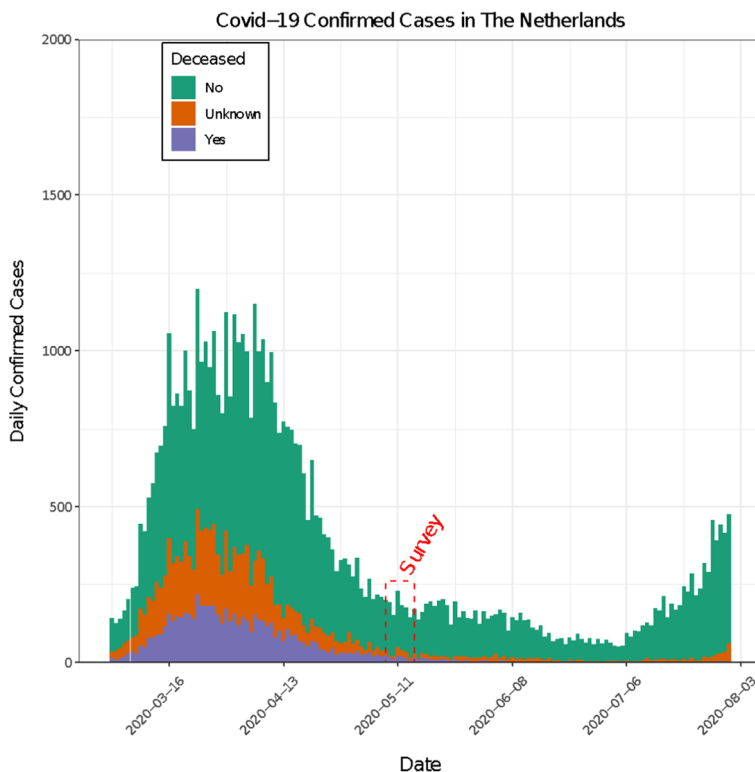 Covid–19 Confirmed Cases in The Netherlands
Deceased
No
Unknown
Yes
Daily Confirmed Cases
2000
1500
1000
500
0
Survey
2020–03–16
2020–04–13
2020–05–11
2020–06–08
2020–07–06
2020–08–03
Date